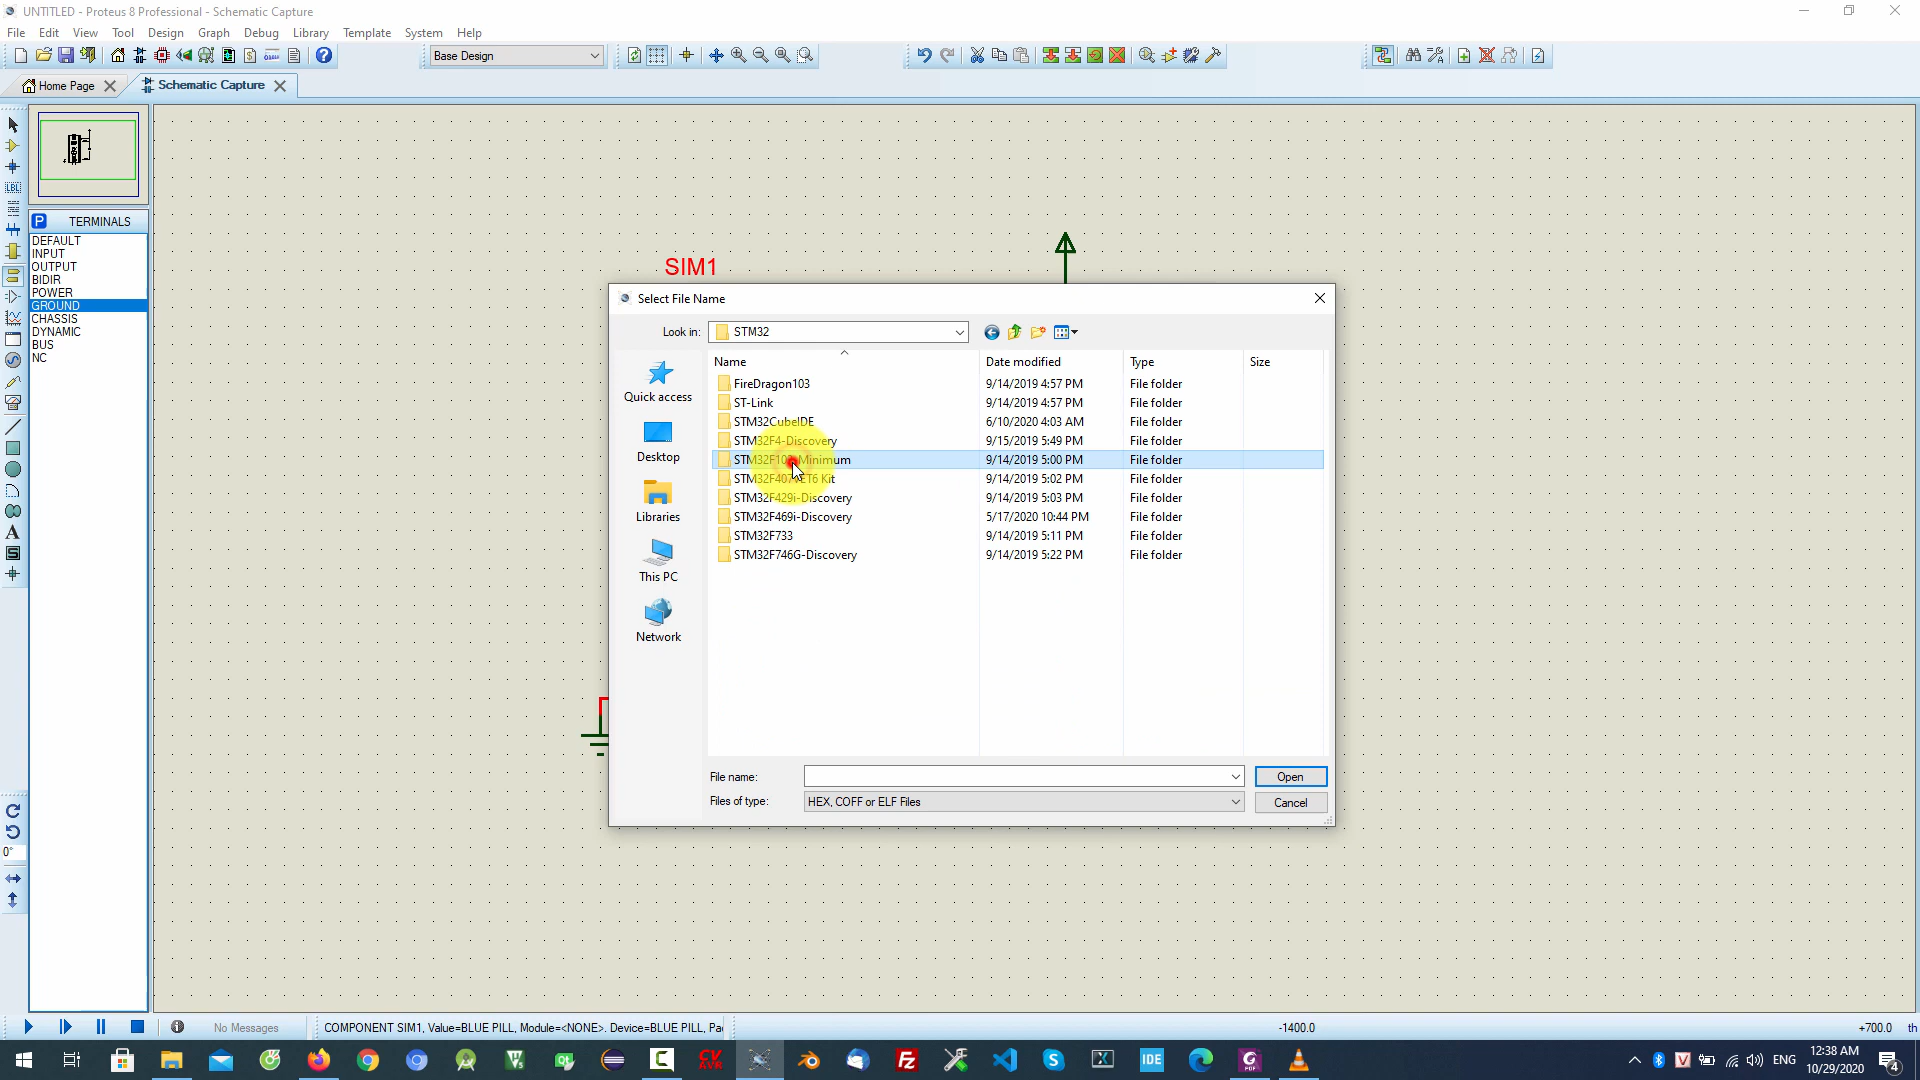 UNTITLED - Proteus 8 Professional - Schematic Capture
File Edit View Tool Design Graph Debug Library Template System Help
Base Design
Home Page Schematic Capture
P TERMINALS
DEFAULT
INPUT
OUTPUT
BIDIR
POWER
GROUND
CHASSIS
DYNAMIC
BUS
NC
LBL
A
S
0°
SIM1
Select File Name
Look in: STM32
Name Date modified Type Size
FireDragon103 9/14/2019 4:57 PM File folder
ST-Link 9/14/2019 4:57 PM File folder
STM32CubeIDE 6/10/2020 4:03 AM File folder
STM32F4-Discovery 9/15/2019 5:49 PM File folder
9/14/2019 5:00 PM File folder
Kit 9/14/2019 5:02 PM File folder
STM32F429i-Discovery 9/14/2019 5:03 PM File folder
STM32F469i-Discovery 5/17/2020 10:44 PM File folder
STM32F733 9/14/2019 5:11 PM File folder
STM32F746G-Discovery 9/14/2019 5:22 PM File folder
Quick access
Desktop
Libraries
This PC
Network
File name: Open
Files of type: HEX, COFF or ELF Files Cancel
No Messages COMPONENT SIM1, Value=BLUE PILL, Module=<NONE>. Device=BLUE PILL, Pa -1400.0 +700.0 th
CV AVR IDE ENG 12:38 AM
10/29/2020 4